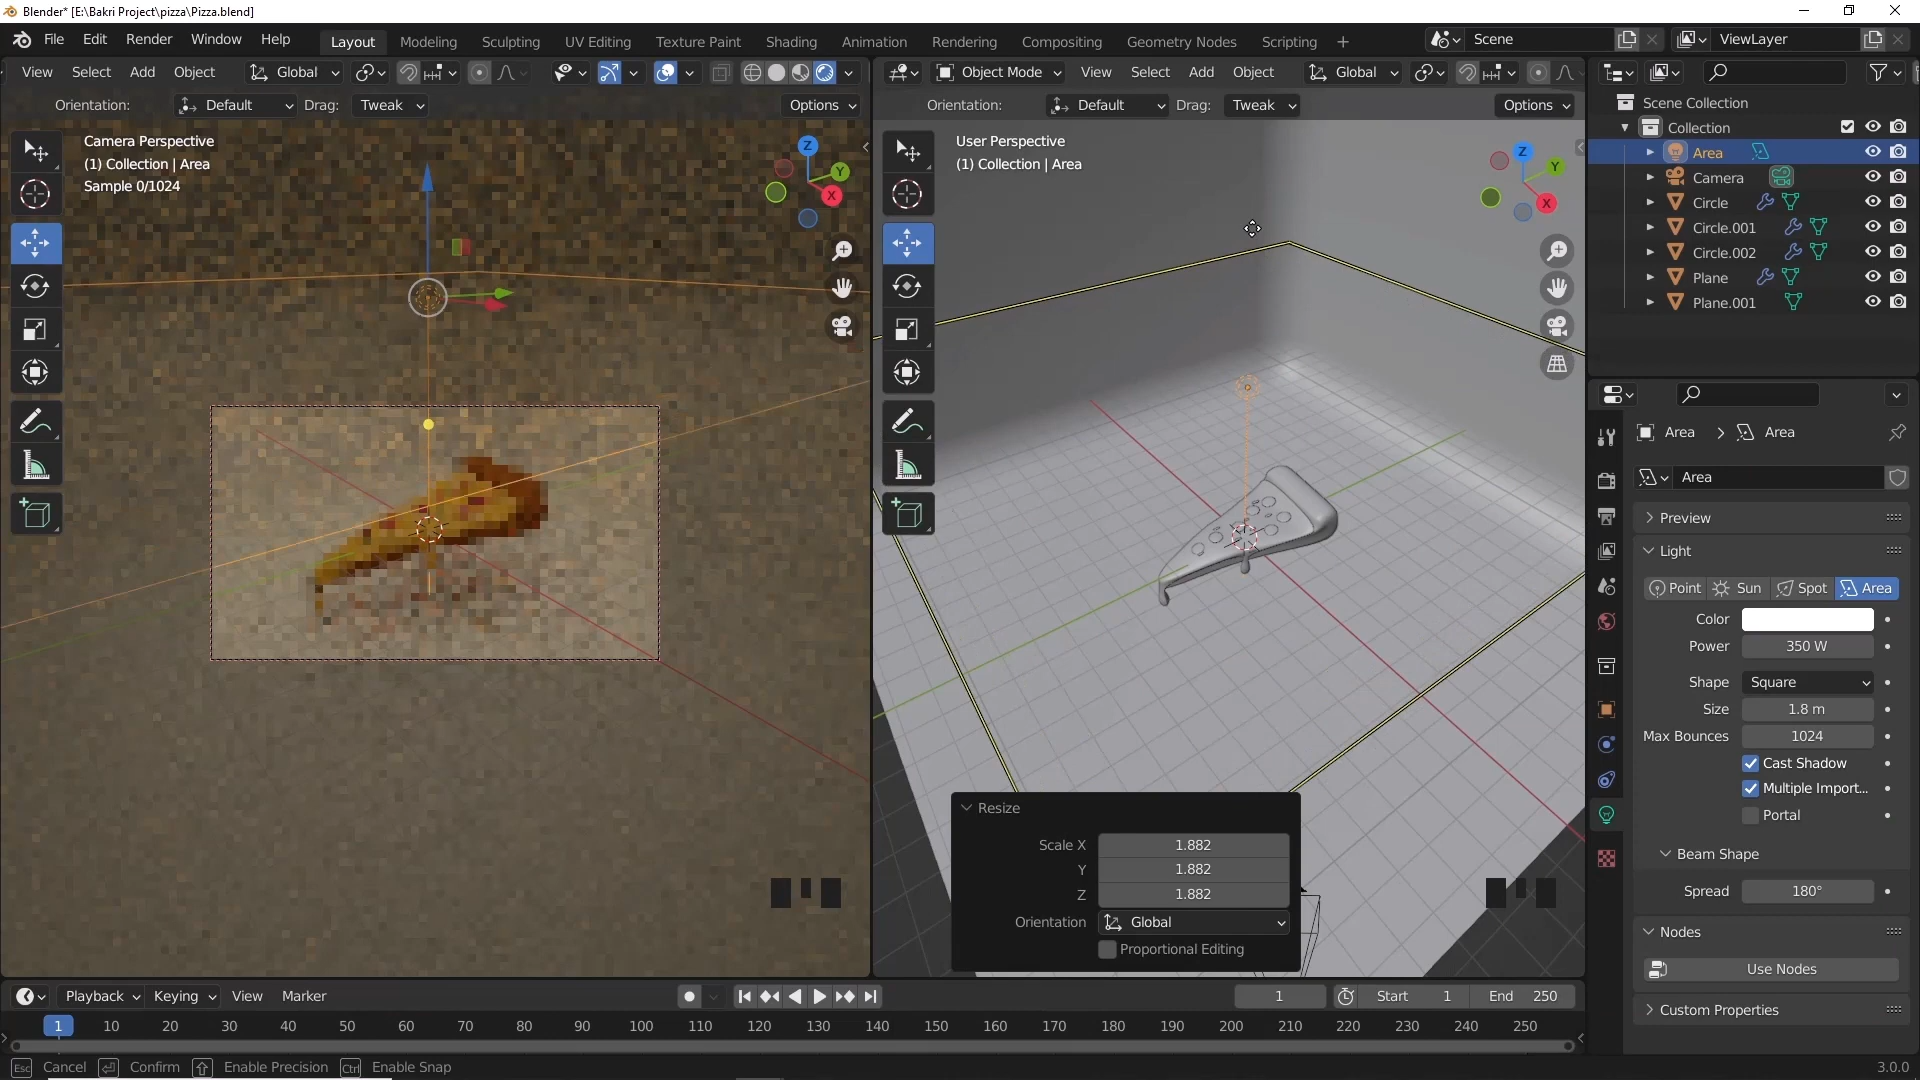 Blender* [E:\Bakri Project\pizza\Pizza.blend]
File Edit Render Window Help Layout Modeling Sculpting UV Editing Texture Paint Shading Animation Rendering Compositing Geometry Nodes Scripting + Scene ViewLayer
View Select Add Object Global Object Mode View Select Add Object Global
Orientation: Default Drag: Tweak Options Orientation: Default Drag: Tweak Options
Camera Perspective
(1) Collection | Area
Sample 0/1024
Z
Y
X
User Perspective
(1) Collection | Area
Z
Y
X
Scene Collection
Collection
Area
Camera
Circle
Circle.001
Circle.002
Plane
Plane.001
Area > Area
Area
Preview
Light
Point Sun Spot Area
Color
Power 350 W
Shape Square
Size 1.8 m
Max Bounces 1024
Cast Shadow
Multiple Import...
Portal
Beam Shape
Spread 180°
Nodes
Use Nodes
Custom Properties
Resize
Scale X 1.882
Y 1.882
Z 1.882
Orientation Global
Proportional Editing
Playback Keying View Marker 1 Start 1 End 250
1 10 20 30 40 50 60 70 80 90 100 110 120 130 140 150 160 170 180 190 200 210 220 230 240 250
Esc Cancel Confirm Enable Precision Ctrl Enable Snap 3.0.0